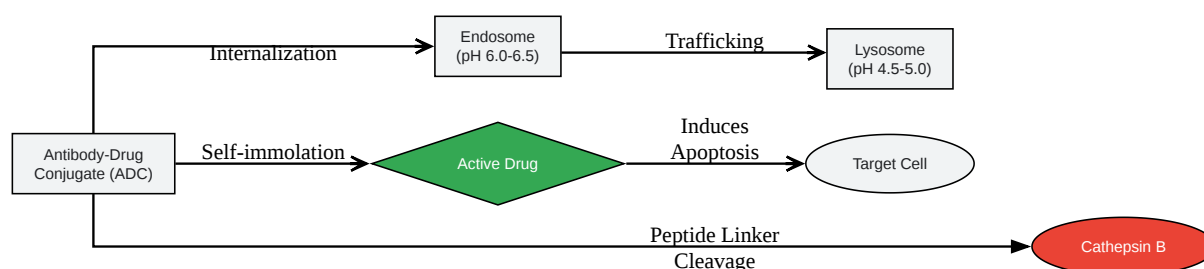 Internalization
Endosome
(pH 6.0-6.5)
Trafficking
Lysosome
(pH 4.5-5.0)
Antibody-Drug
Conjugate (ADC)
Self-immolation
Active Drug
Induces
Apoptosis
Target Cell
Peptide Linker
Cleavage
Cathepsin B